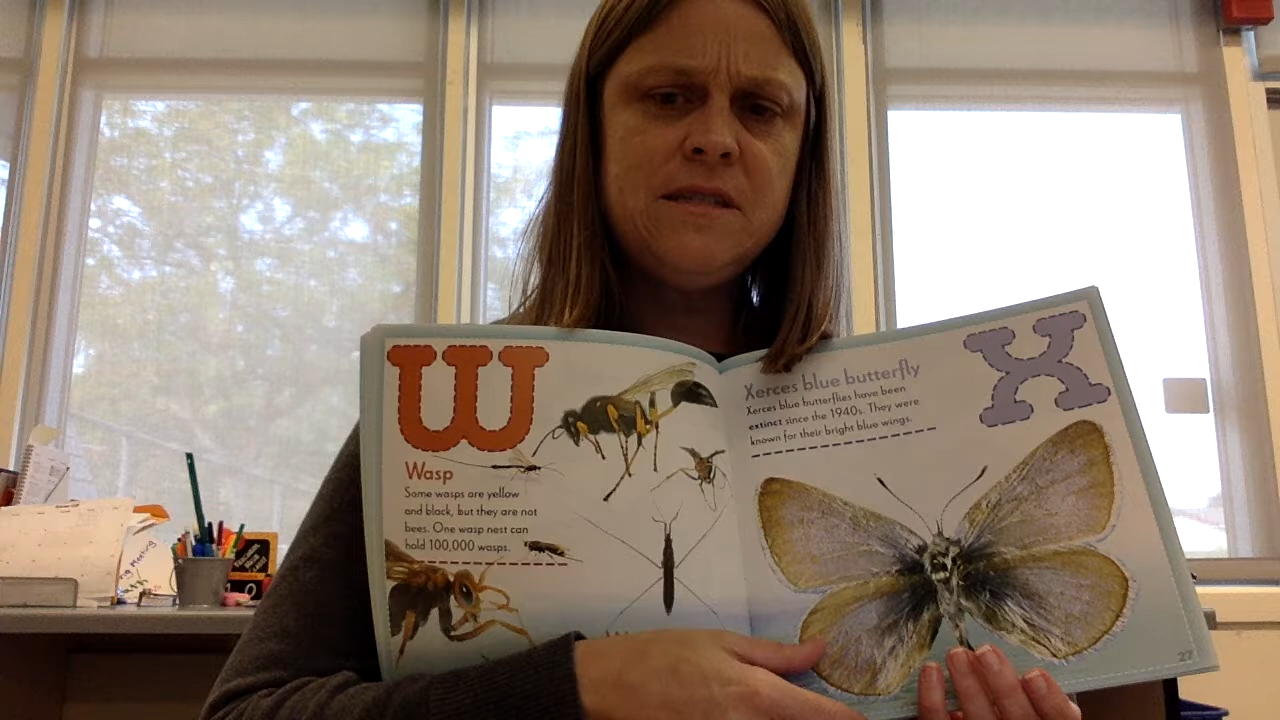 W
Wasp
Some wasps are yellow
and black, but they are not
bees. One wasp nest can
hold 100,000 wasps.
X
Xerces blue butterfly
Xerces blue butterflies have been
extinct since the 1940s. They were
known for their bright blue wings.
27
Meeting